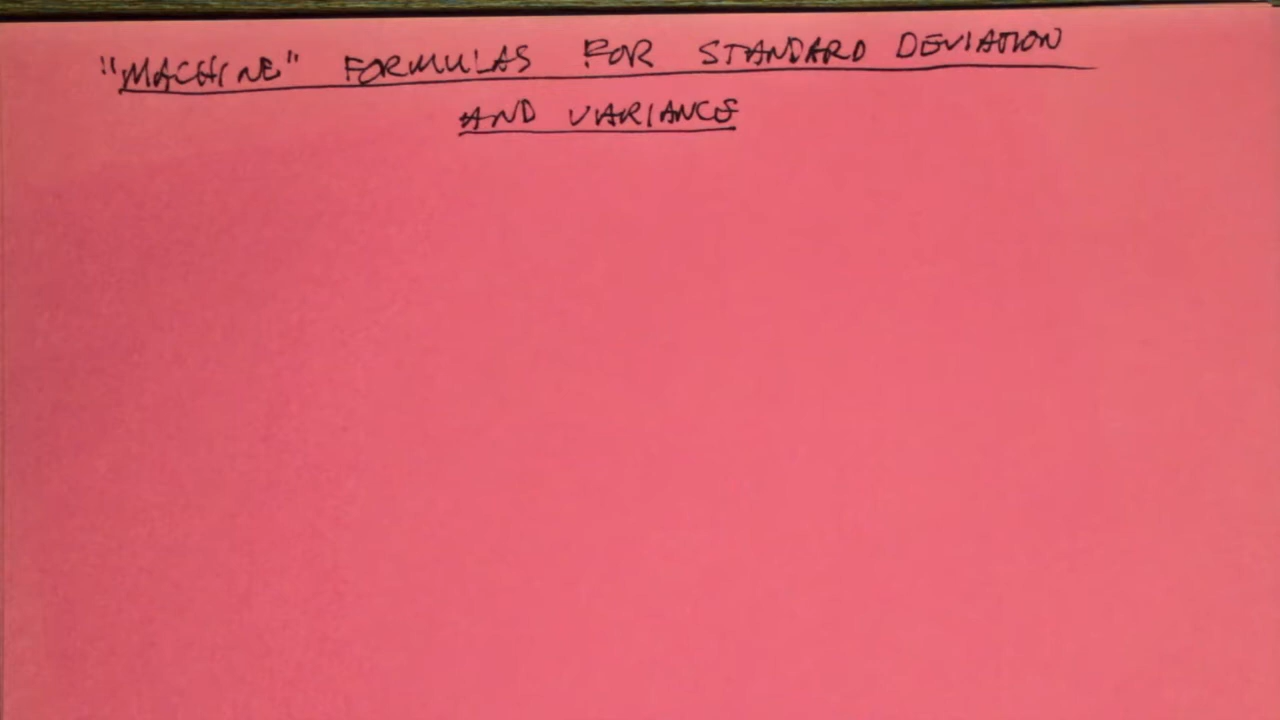 "MACHINE" FORMULAS FOR STANDARD DEVIATION
AND VARIANCE